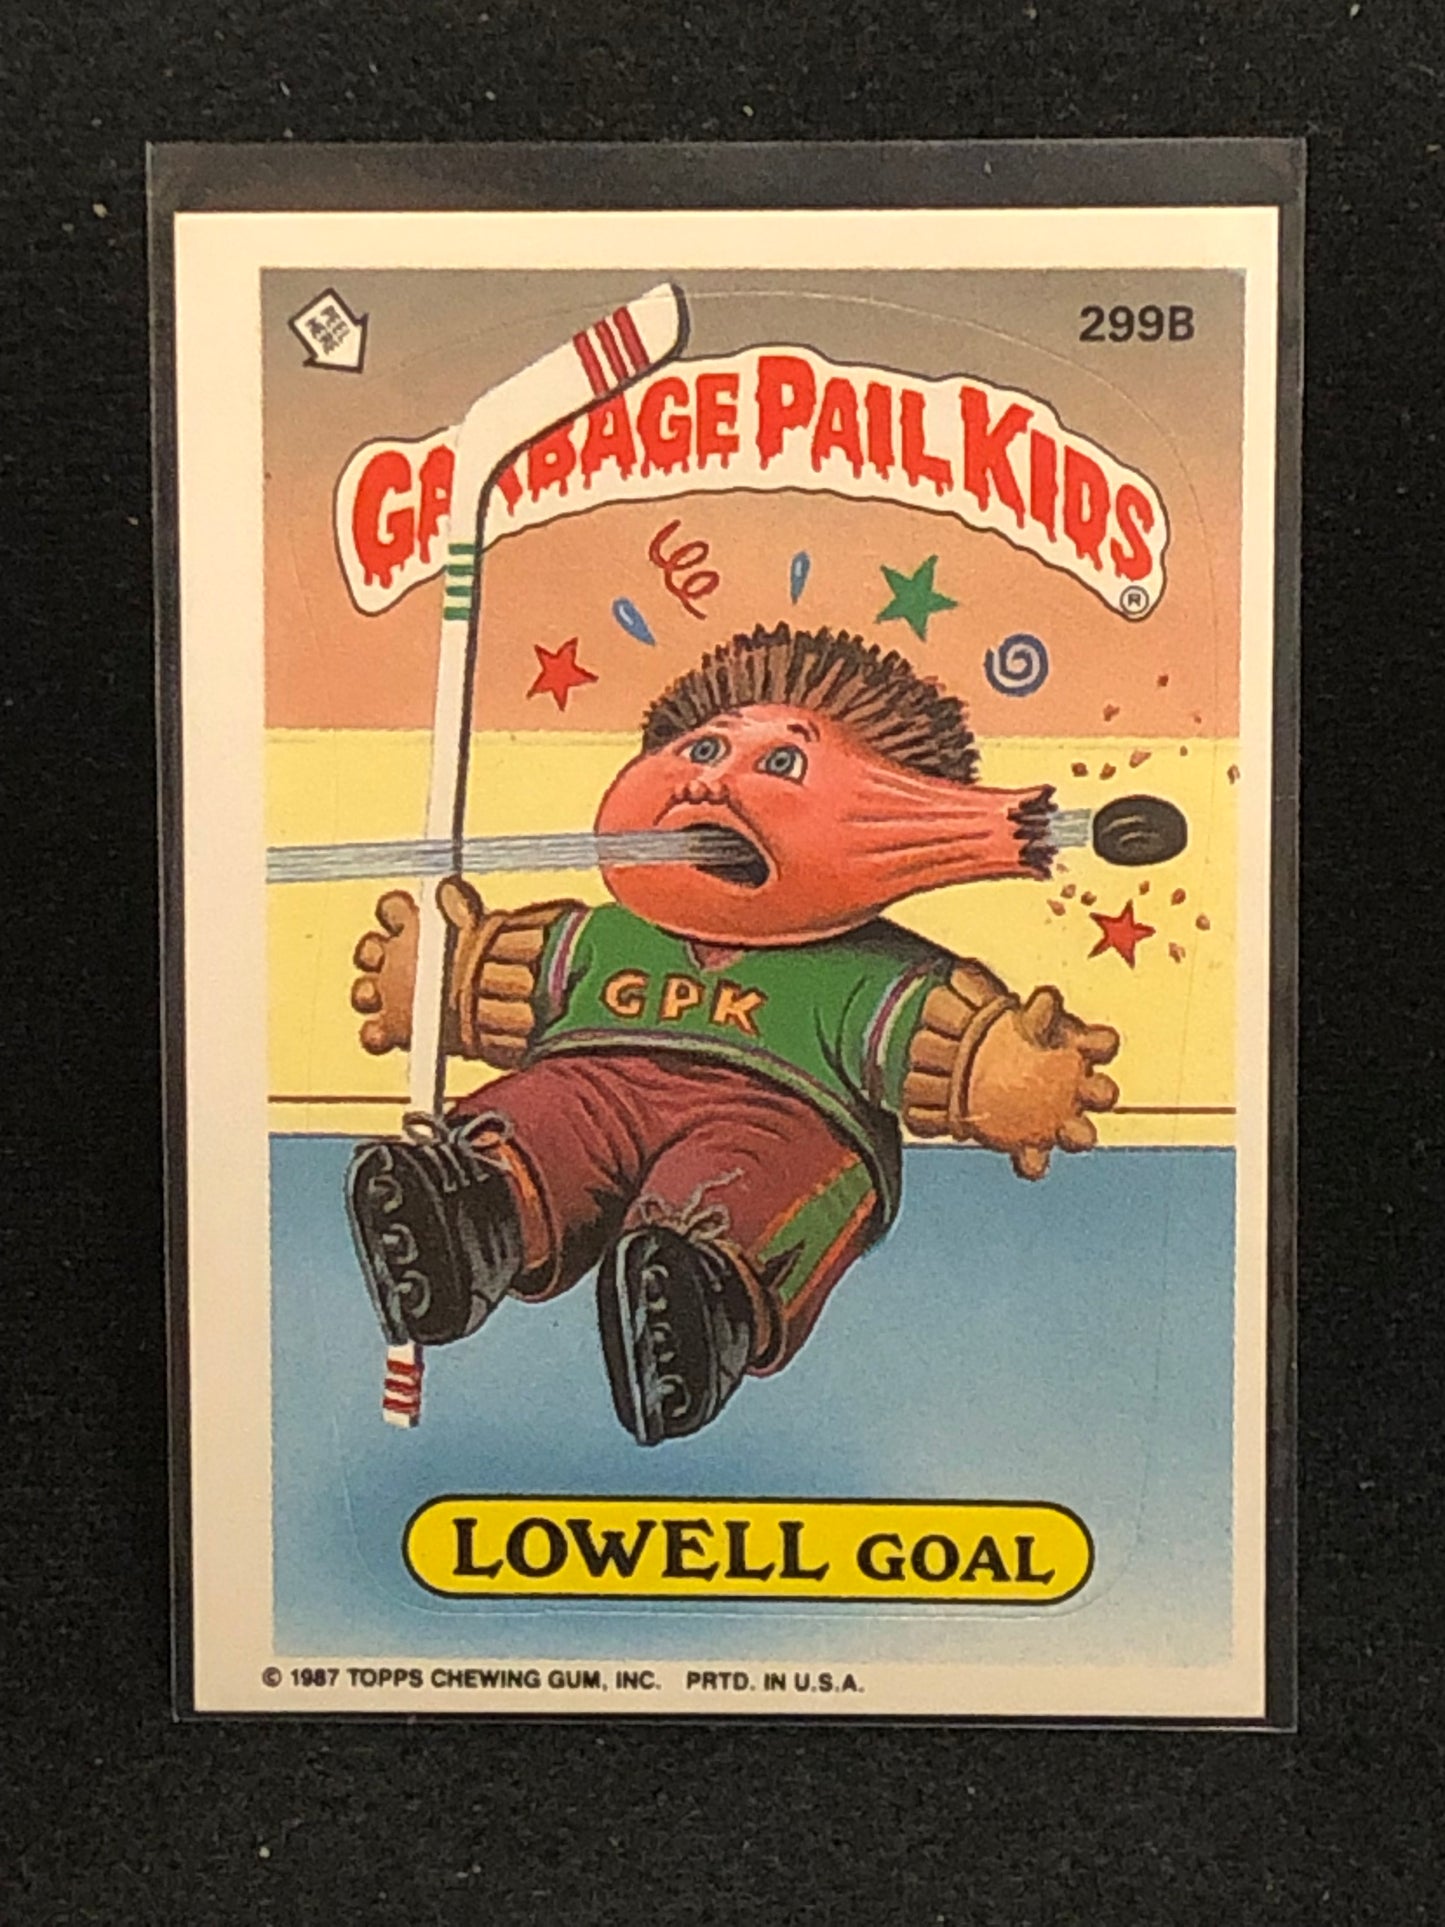 299B
GARBAGE PAIL KIDS
®
GPK
LOWELL GOAL
© 1987 TOPPS CHEWING GUM, INC. PRTD. IN U.S.A.